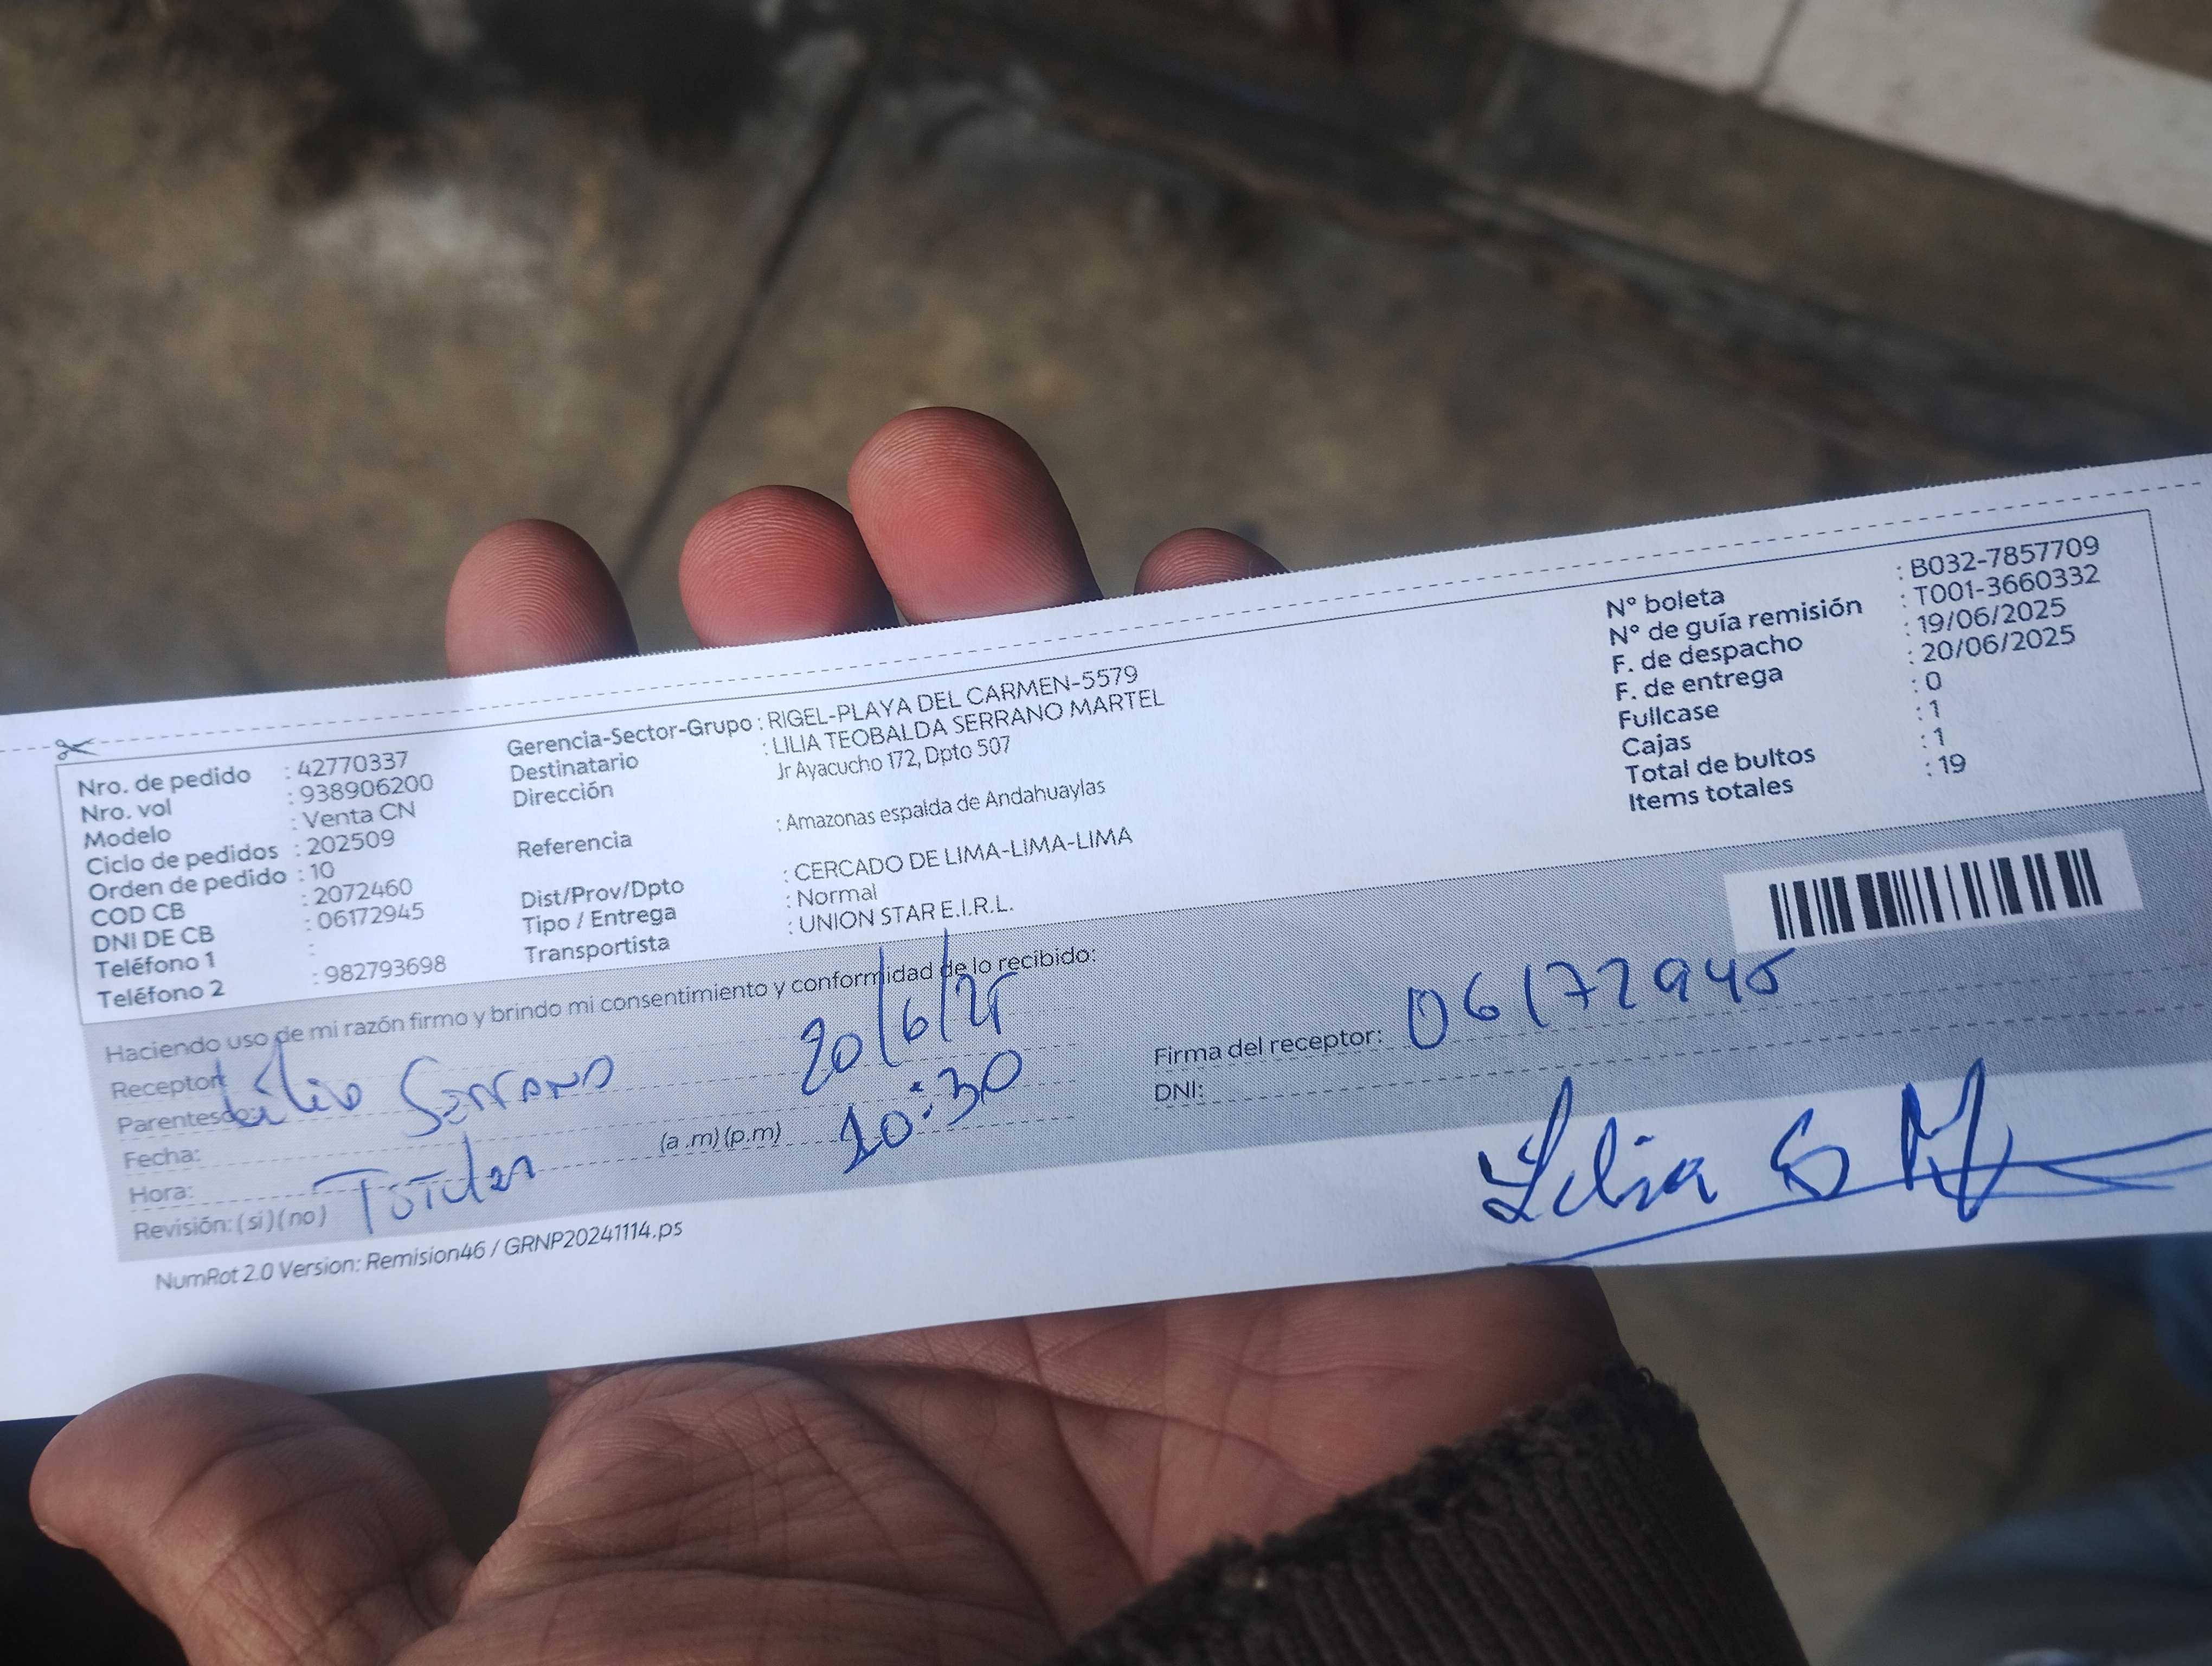 Nro. de pedido : 42770337
Nro. vol : 938906200
Modelo : Venta CN
Ciclo de pedidos : 202509
Orden de pedido : 10
COD CB : 2072460
DNI DE CB : 06172945
Teléfono 1 :
Teléfono 2 : 982793698
Gerencia-Sector-Grupo : RIGEL-PLAYA DEL CARMEN-5579
Destinatario : LILIA TEOBALDA SERRANO MARTEL
Dirección Jr Ayacucho 172, Dpto 507
Referencia : Amazonas espalda de Andahuaylas
Dist/Prov/Dpto : CERCADO DE LIMA-LIMA-LIMA
Tipo / Entrega : Normal
Transportista : UNION STAR E.I.R.L.
N° boleta : B032-7857709
N° de guía remisión : T001-3660332
F. de despacho : 19/06/2025
F. de entrega : 20/06/2025
Fullcase : 0
Cajas : 1
Total de bultos : 1
Items totales : 19
Haciendo uso de mi razón firmo y brindo mi consentimiento y conformidad de lo recibido:
Receptor:
Parentesco: Lilia Serrano
Fecha: 20/6/25
Hora: (a.m) (p.m) 10:30
Revisión: (si) (no) Titular
Firma del receptor: 06172945
DNI:
Lilia S M
NumRot 2.0 Version: Remision46 / GRNP20241114.ps